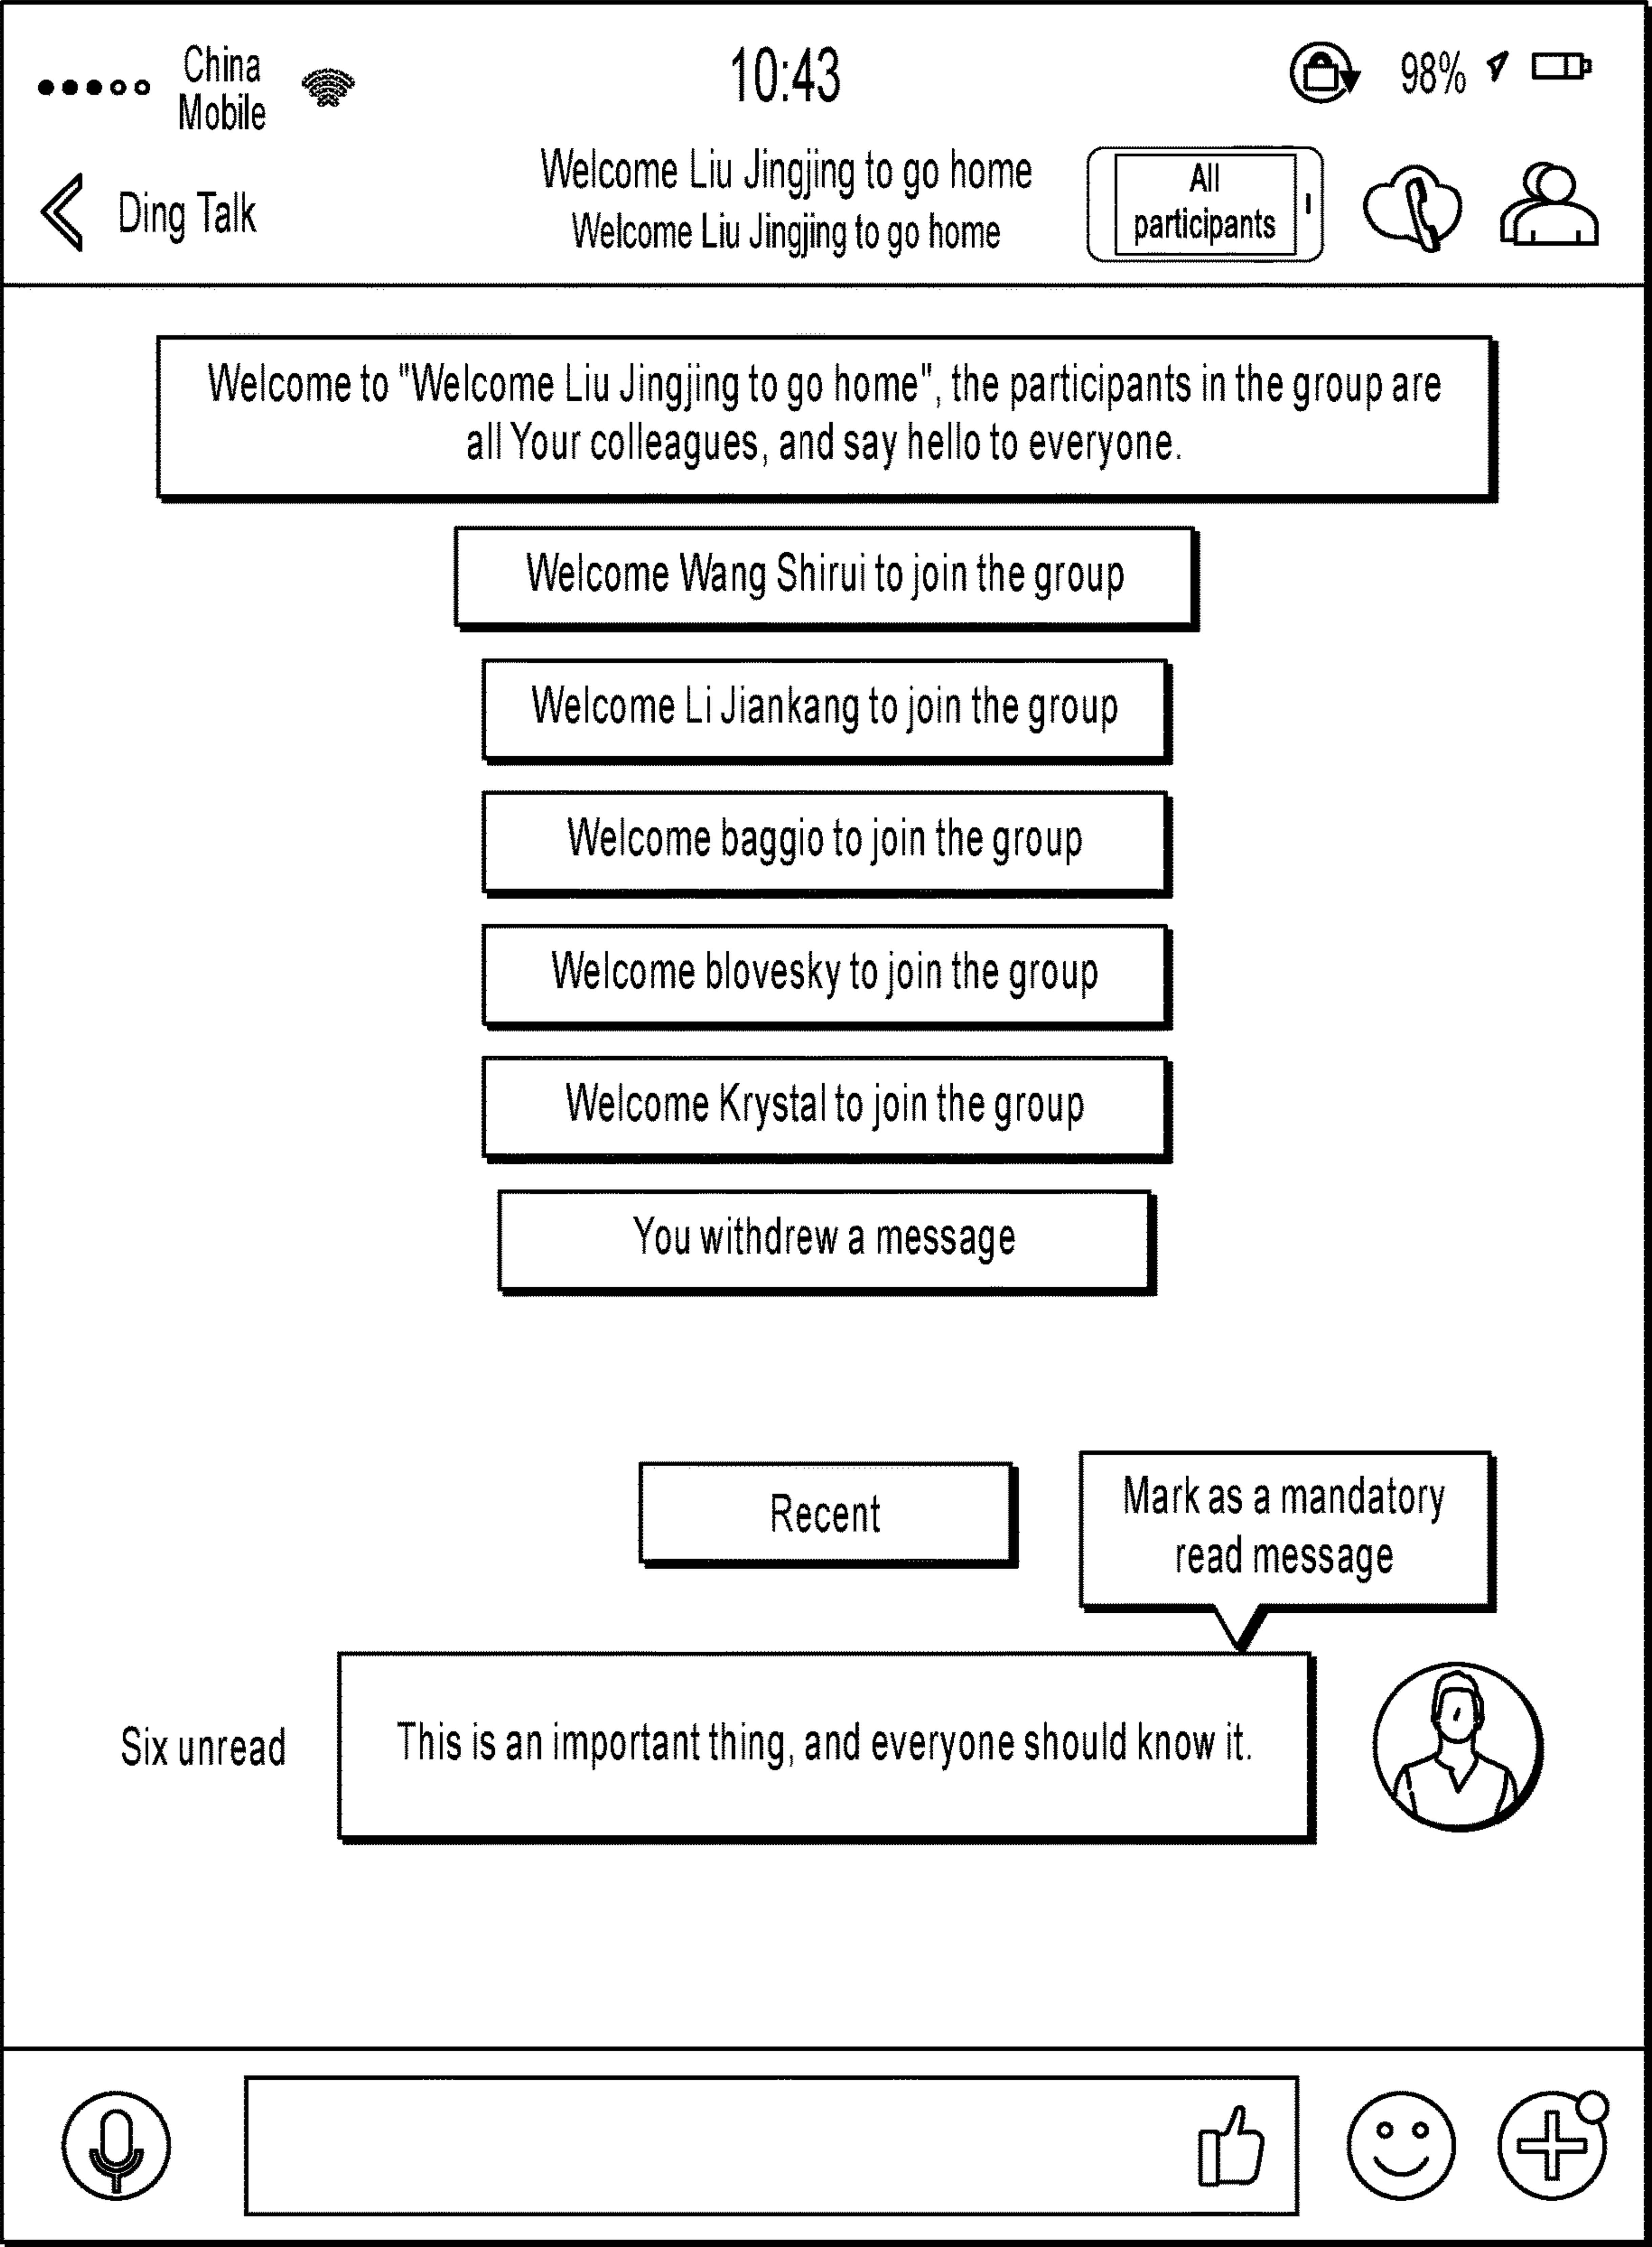 China
Mobile
10:43
98%
Ding Talk
Welcome Liu Jingjing to go home
Welcome Liu Jingjing to go home
All
participants
Welcome to "Welcome Liu Jingjing to go home", the participants in the group are
all Your colleagues, and say hello to everyone.
Welcome Wang Shirui to join the group
Welcome Li Jiankang to join the group
Welcome baggio to join the group
Welcome blovesky to join the group
Welcome Krystal to join the group
You withdrew a message
Recent
Mark as a mandatory
read message
Six unread
This is an important thing, and everyone should know it.